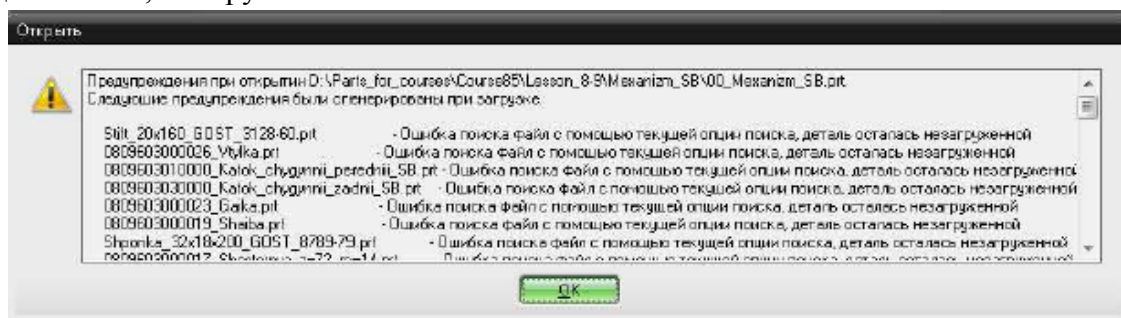 Открыть
Предупреждения при открытии D:\Parts_for_courses\Course85\Lesson_8-9\Mexanizm_SB\00_Mexanizm_SB.prt
Следующие предупреждения были сгенерированы при загрузке
Stilt_20x160_GOST_3128-60.prt - Ошибка поиска файл с помощью текущей опции поиска, деталь осталась незагруженной
0809603000026_Vtylka.prt - Ошибка поиска файл с помощью текущей опции поиска, деталь осталась незагруженной
0809603010000_Katok_chygynnii_perednii_SB.prt - Ошибка поиска файл с помощью текущей опции поиска, деталь осталась незагруженной
0809603030000_Katok_chygynnii_zadnii_SB.prt - Ошибка поиска файл с помощью текущей опции поиска, деталь осталась незагруженной
0809603000023_Gaika.prt - Ошибка поиска файл с помощью текущей опции поиска, деталь осталась незагруженной
0809603000019_Shaiba.prt - Ошибка поиска файл с помощью текущей опции поиска, деталь осталась незагруженной
Shponka_32x18x200_GOST_8789-79.prt - Ошибка поиска файл с помощью текущей опции поиска, деталь осталась незагруженной
OK